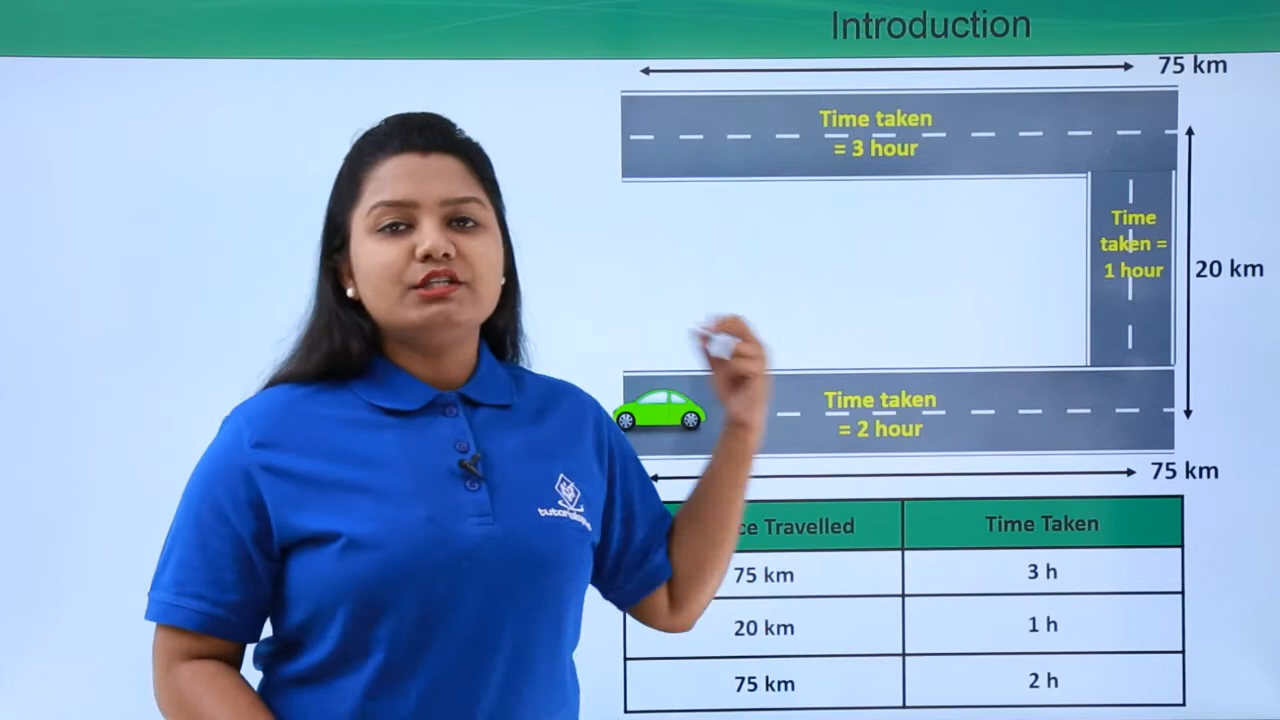 Introduction
75 km
Time taken
= 3 hour
Time
taken =
1 hour
20 km
Time taken
= 2 hour
75 km
Travelled
Time Taken
75 km
3 h
20 km
1 h
75 km
2 h